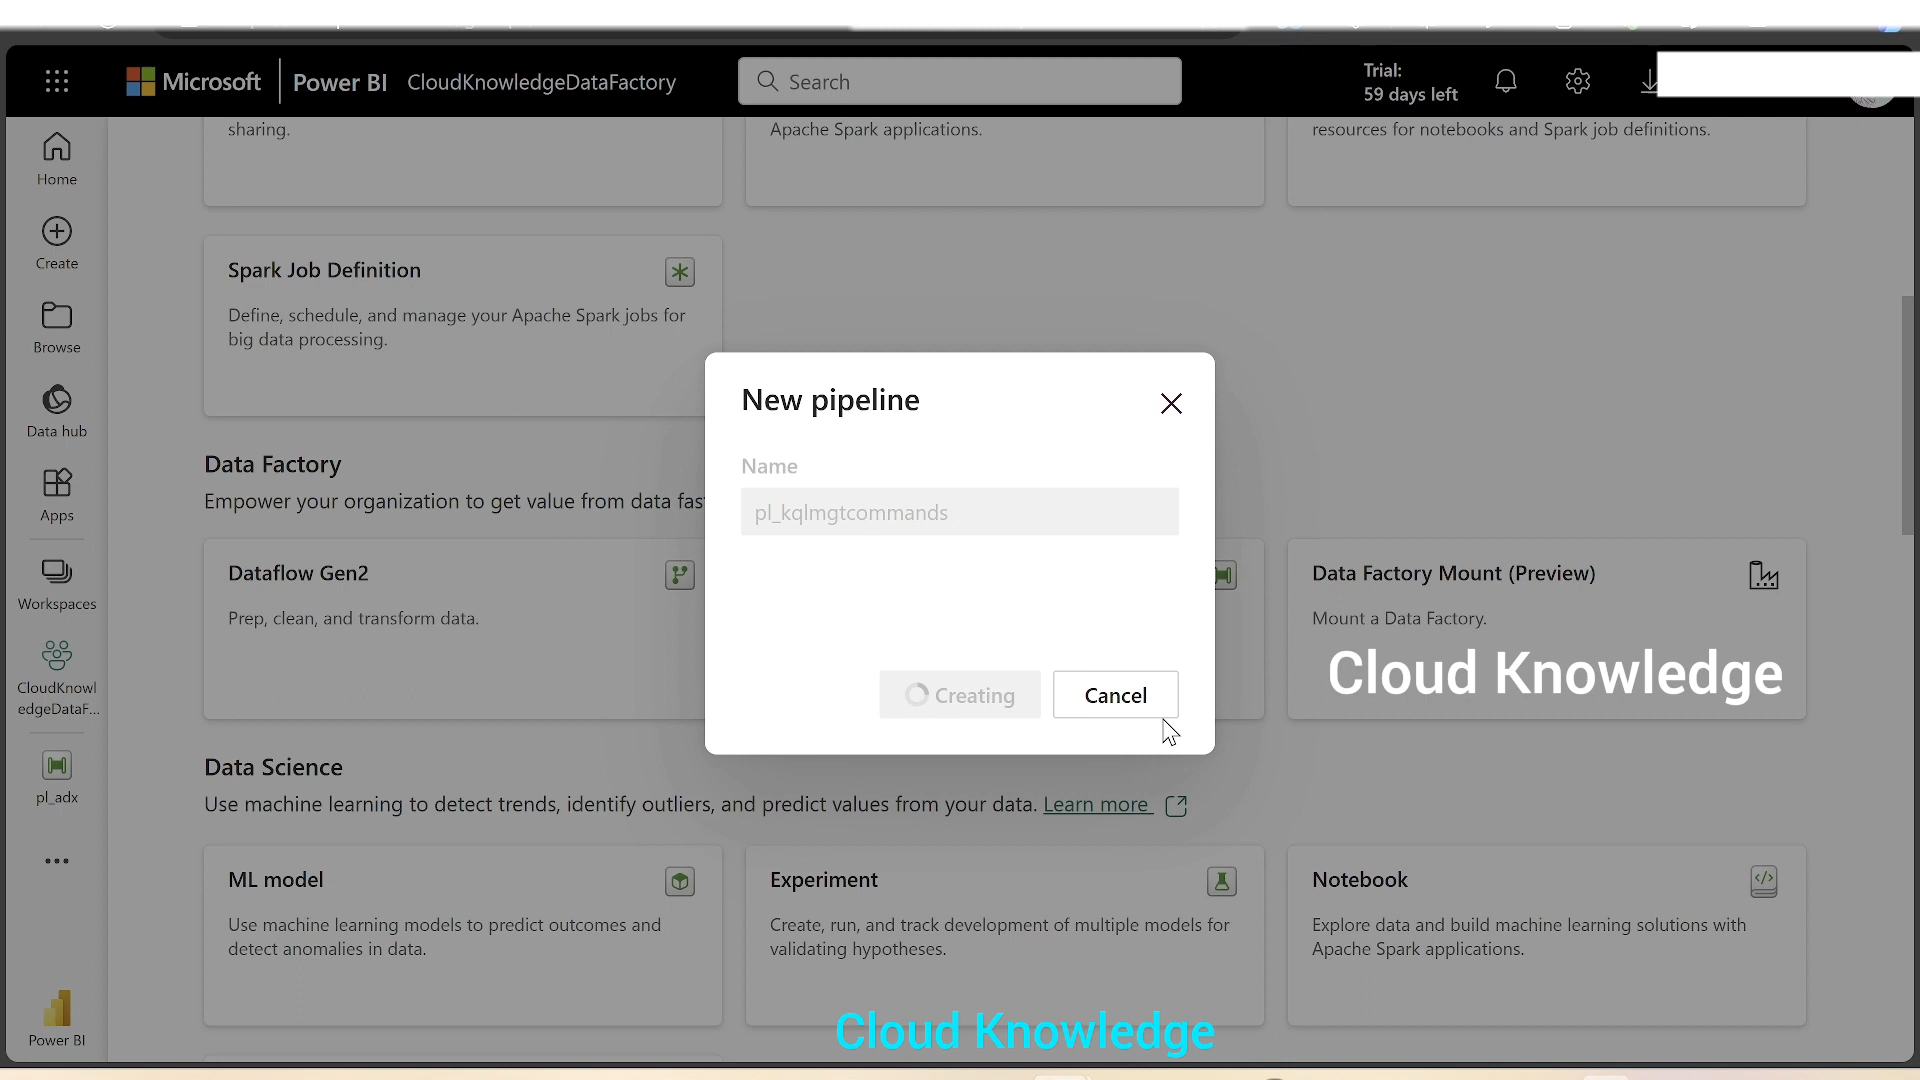 Microsoft
Power BI
CloudKnowledgeDataFactory
Search
Trial:
59 days left
Home
Create
Browse
Data hub
Apps
Workspaces
CloudKnowl
edgeDataF...
pl_adx
Power BI
sharing.
Apache Spark applications.
resources for notebooks and Spark job definitions.
Spark Job Definition
Define, schedule, and manage your Apache Spark jobs for
big data processing.
Data Factory
Empower your organization to get value from data fas
Dataflow Gen2
Prep, clean, and transform data.
Data Factory Mount (Preview)
Mount a Data Factory.
Cloud Knowledge
New pipeline
Name
pl_kqlmgtcommands
Creating
Cancel
Data Science
Use machine learning to detect trends, identify outliers, and predict values from your data. Learn more
ML model
Use machine learning models to predict outcomes and
detect anomalies in data.
Experiment
Create, run, and track development of multiple models for
validating hypotheses.
Notebook
Explore data and build machine learning solutions with
Apache Spark applications.
Cloud Knowledge